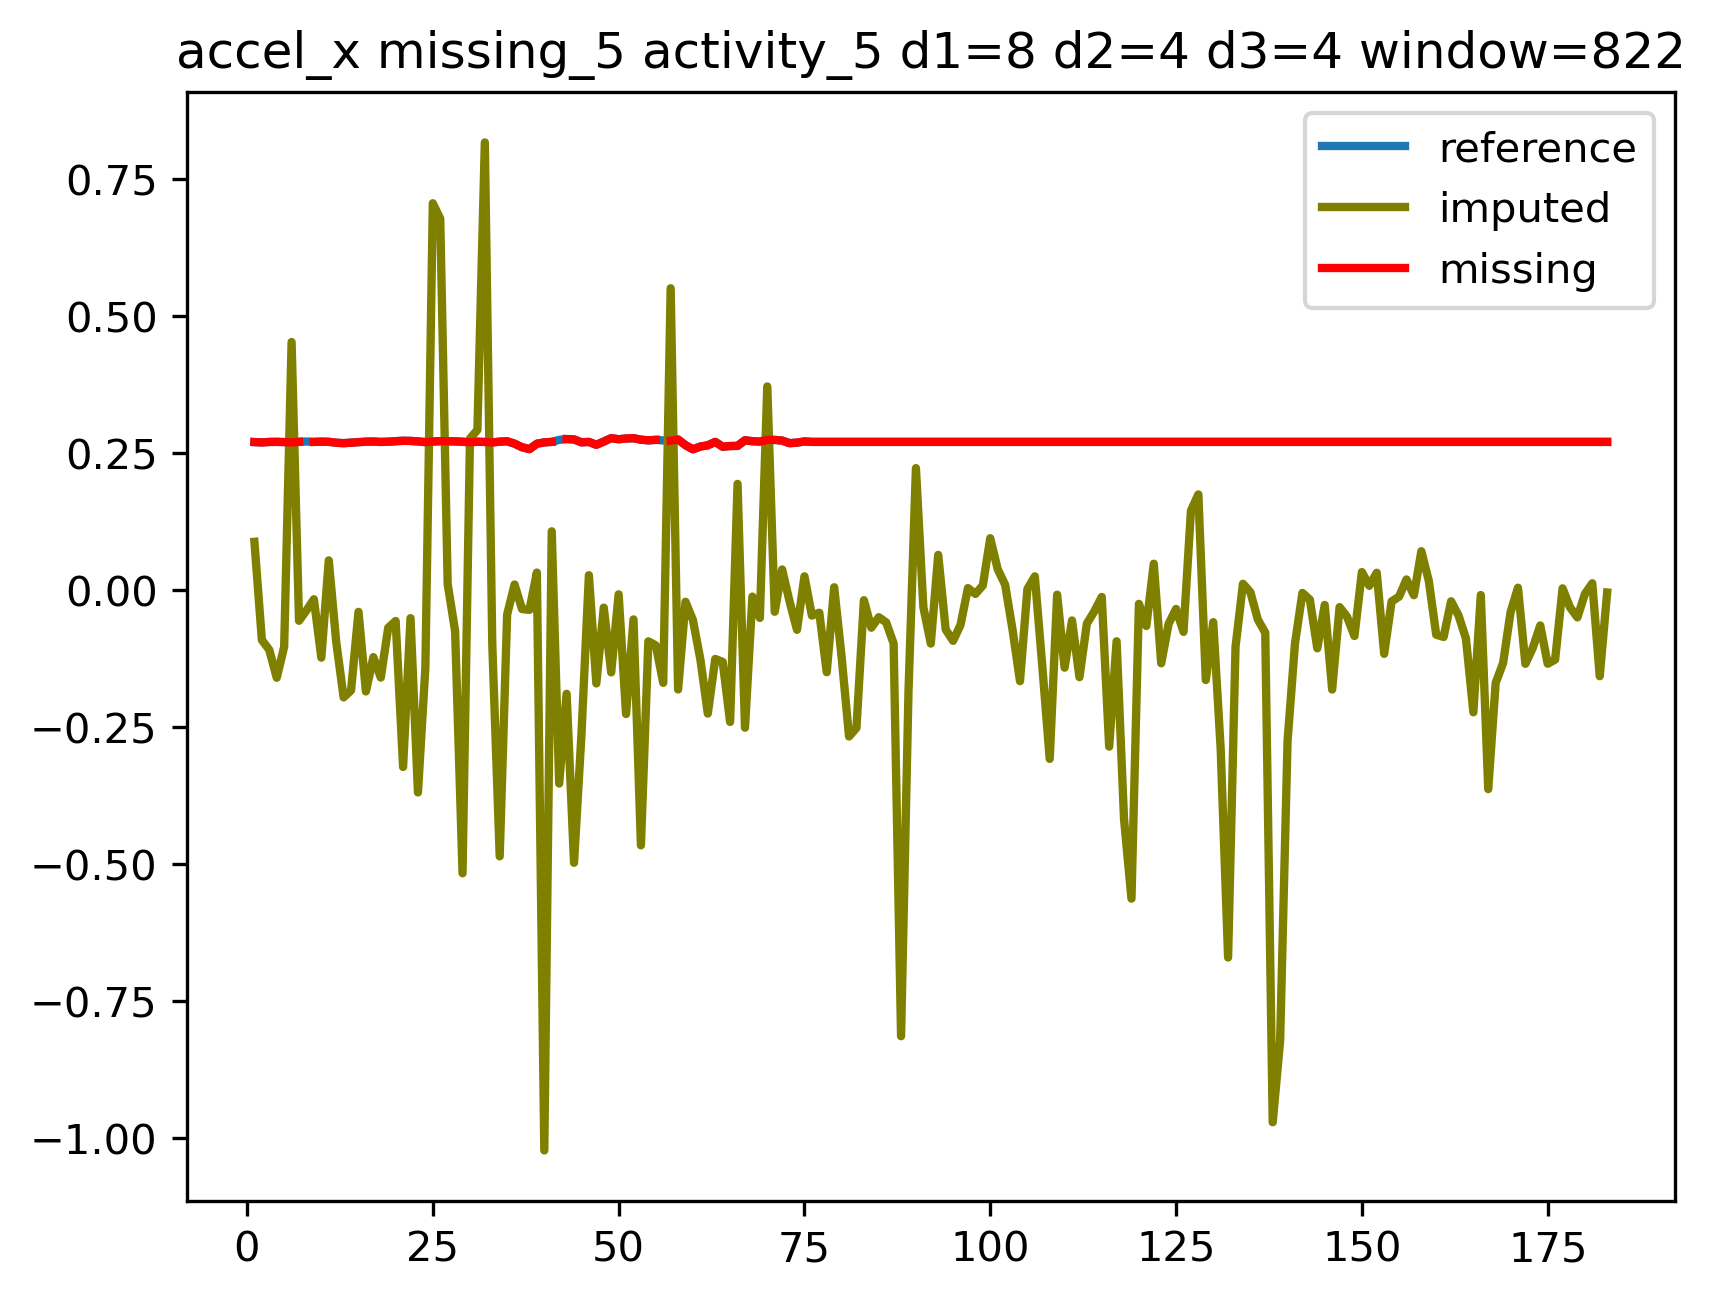 accel_x missing_5 activity_5 d1=8 d2=4 d3=4 window=822
reference
imputed
missing
0.75
0.50
0.25
0.00
−0.25
−0.50
−0.75
−1.00
0 25 50 75 100 125 150 175